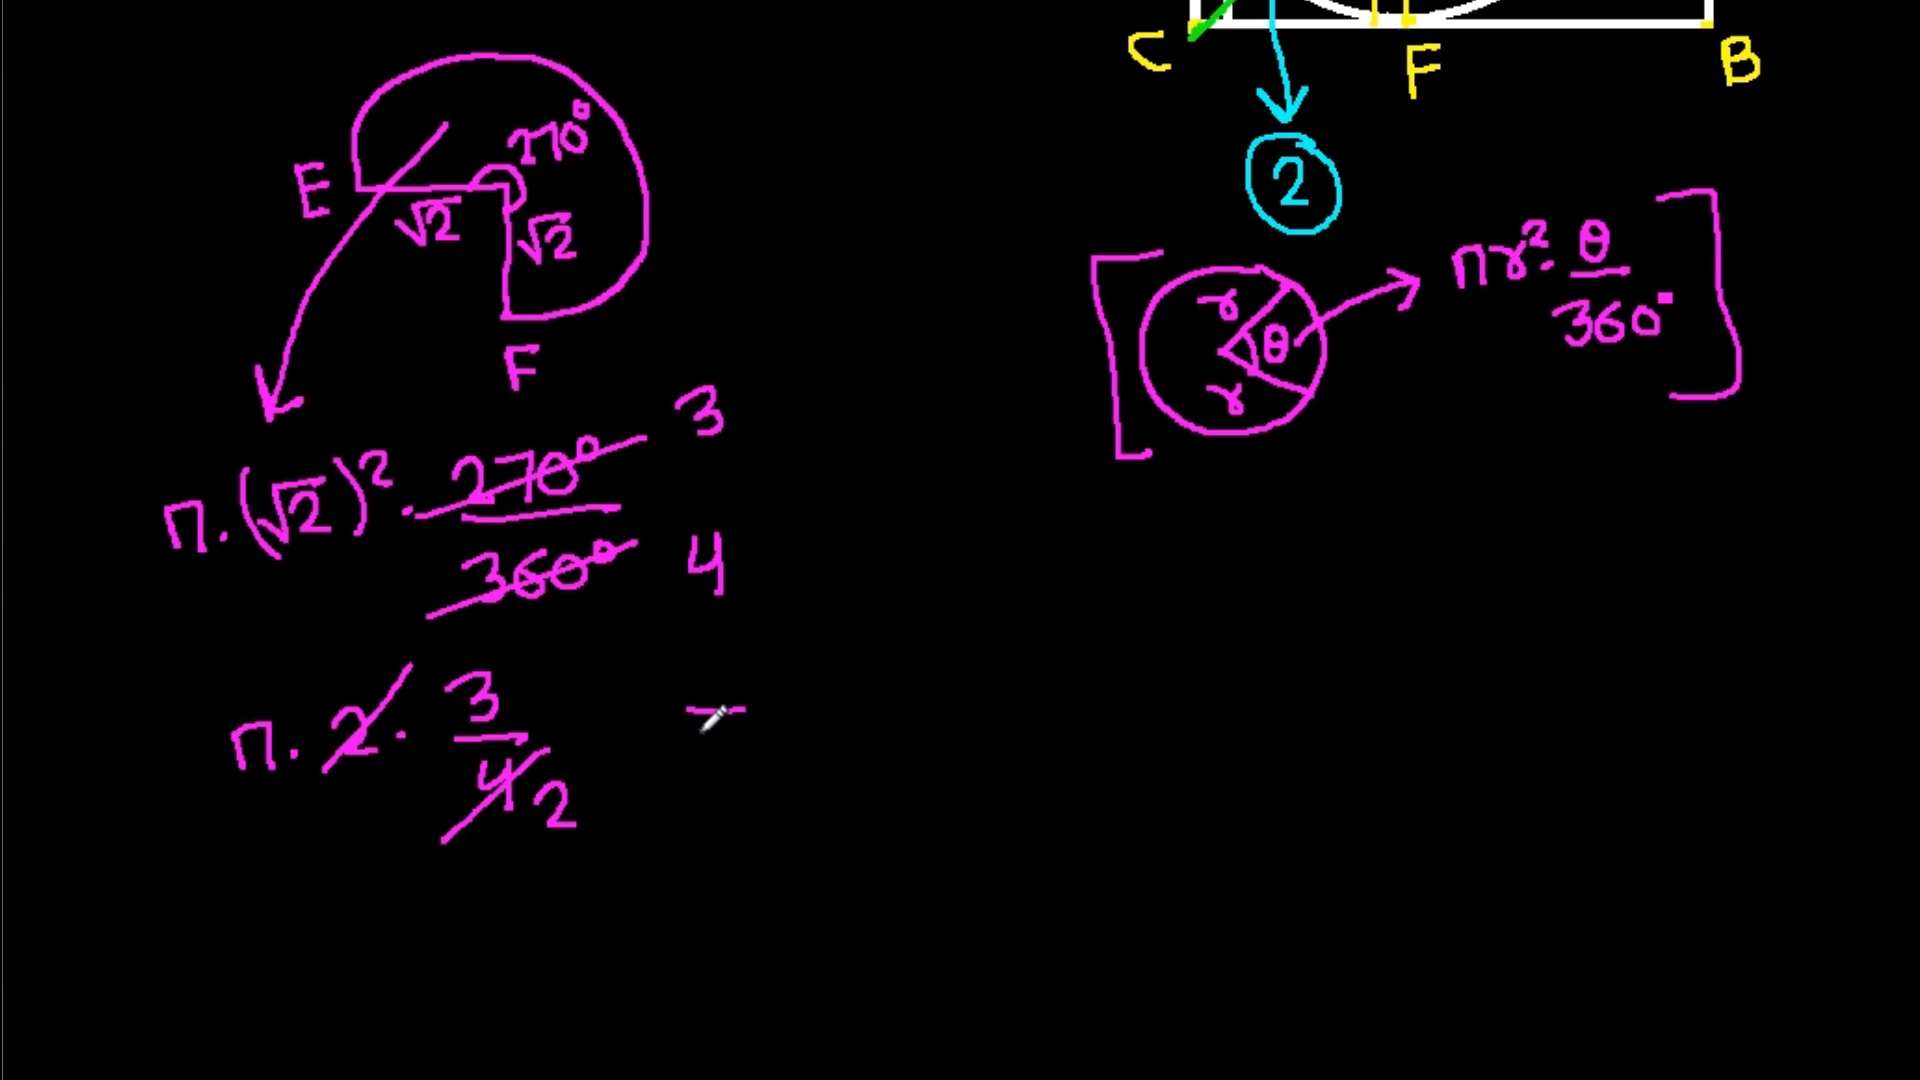 C F B
2
E 270°
√2 √2
F
r θ r
πr². θ/360°
π.(√2)². 270°/360° 3 4
π.2. 3/4 2